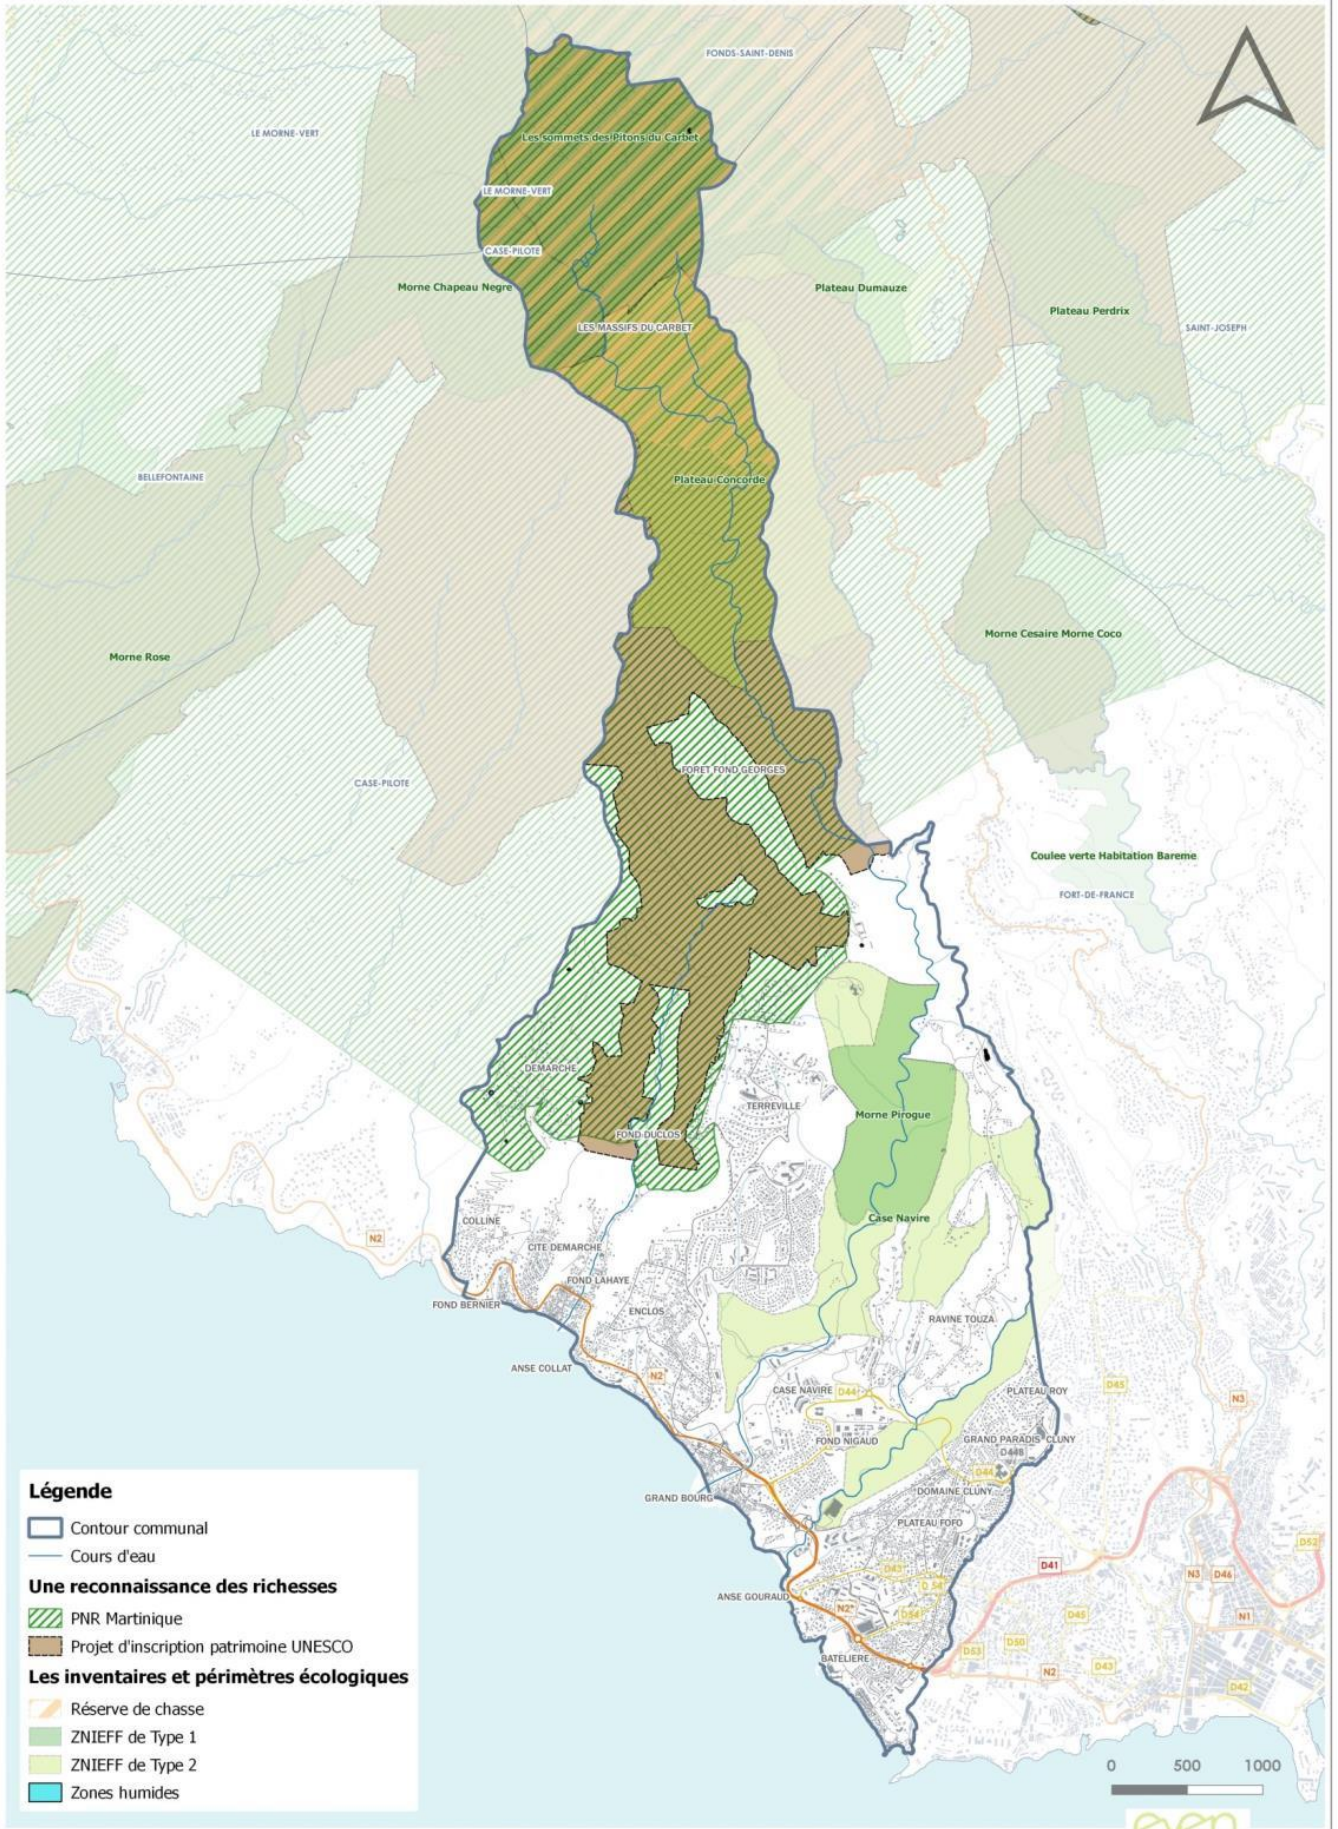 FONDS-SAINT-DENIS
LE MORNE-VERT
Les sommets des Pitons du Carbet
LE MORNE-VERT
CASE-PILOTE
Morne Chapeau Negre
Plateau Dumauze
Plateau Perdrix
LES MASSIFS DU CARBET
SAINT-JOSEPH
BELLEFONTAINE
Plateau Concorde
Morne Cesaire Morne Coco
Morne Rose
FORET FOND GEORGES
CASE-PILOTE
Coulee verte Habitation Bareme
FORT-DE-FRANCE
DEMARCHE
TERREVILLE
Morne Pirogue
FOND DUCLOS
Case Navire
COLLINE
N2
CITE DEMARCHE
FOND LAHAYE
FOND BERNIER
ENCLOS
RAVINE TOUZA
ANSE COLLAT
N2
CASE NAVIRE
D44
PLATEAU ROY
D45
N3
FOND NIGAUD
GRAND PARADIS CLUNY
D44B
D44
DOMAINE CLUNY
GRAND BOURG
PLATEAU FOFO
D52
D41
N3
D46
D43
D54
ANSE GOURAUD
N2*
D54
D45
N1
D50
D53
BATELIERE
N2
D43
D42
Légende
Contour communal
Cours d'eau
Une reconnaissance des richesses
PNR Martinique
Projet d'inscription patrimoine UNESCO
Les inventaires et périmètres écologiques
Réserve de chasse
ZNIEFF de Type 1
ZNIEFF de Type 2
Zones humides
0 500 1000
even